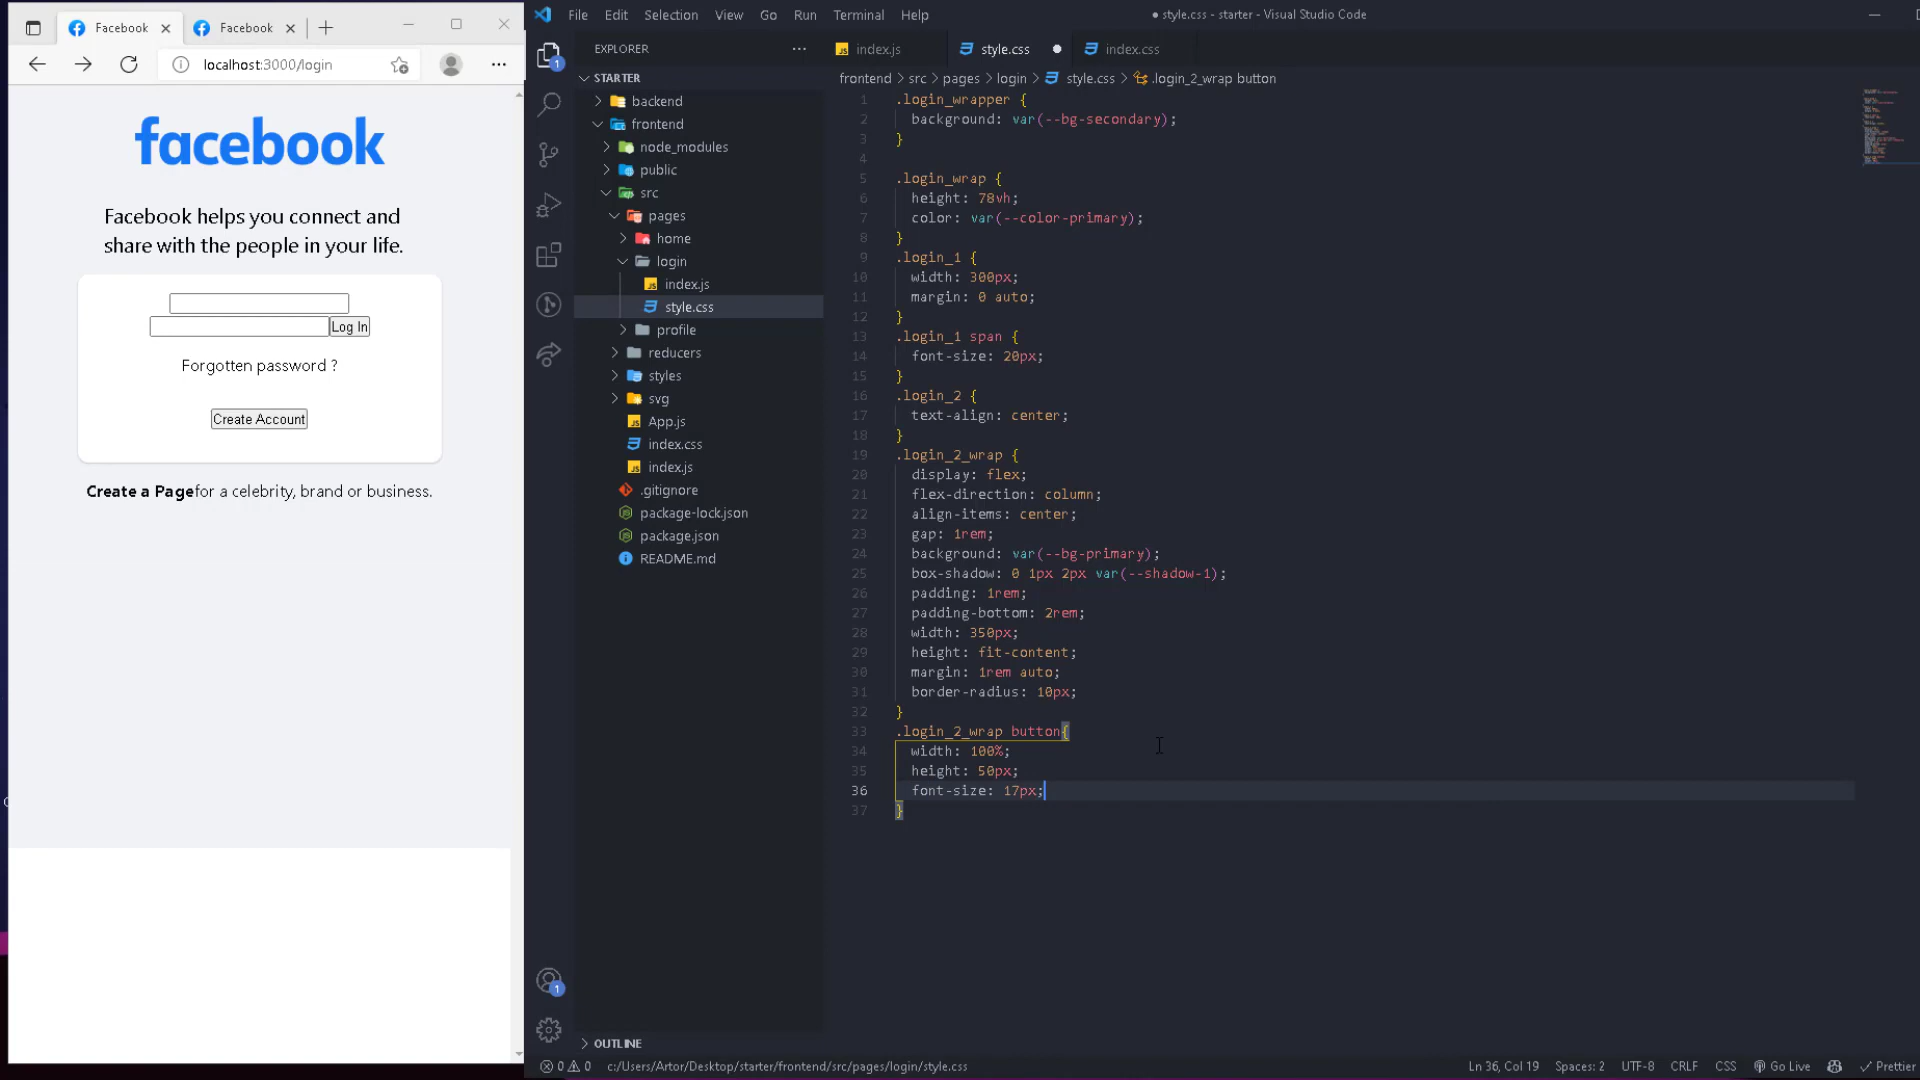 Facebook
Facebook
localhost:3000/login
facebook
Facebook helps you connect and
share with the people in your life.
Log In
Forgotten password ?
Create Account
Create a Pagefor a celebrity, brand or business.
File Edit Selection View Go Run Terminal Help
● style.css - starter - Visual Studio Code
EXPLORER
STARTER
backend
frontend
node_modules
public
src
pages
home
login
index.js
style.css
profile
reducers
styles
svg
App.js
index.css
index.js
.gitignore
package-lock.json
package.json
README.md
OUTLINE
1
1
index.js style.css index.css
frontend > src > pages > login > style.css > .login_2_wrap button
1 .login_wrapper {
2 background: var(--bg-secondary);
3 }
4
5 .login_wrap {
6 height: 78vh;
7 color: var(--color-primary);
8 }
9 .login_1 {
10 width: 300px;
11 margin: 0 auto;
12 }
13 .login_1 span {
14 font-size: 20px;
15 }
16 .login_2 {
17 text-align: center;
18 }
19 .login_2_wrap {
20 display: flex;
21 flex-direction: column;
22 align-items: center;
23 gap: 1rem;
24 background: var(--bg-primary);
25 box-shadow: 0 1px 2px var(--shadow-1);
26 padding: 1rem;
27 padding-bottom: 2rem;
28 width: 350px;
29 height: fit-content;
30 margin: 1rem auto;
31 border-radius: 10px;
32 }
33 .login_2_wrap button{
34 width: 100%;
35 height: 50px;
36 font-size: 17px;
37 }
0 0 c:/Users/Artor/Desktop/starter/frontend/src/pages/login/style.css
Ln 36, Col 19 Spaces: 2 UTF-8 CRLF CSS Go Live Prettier